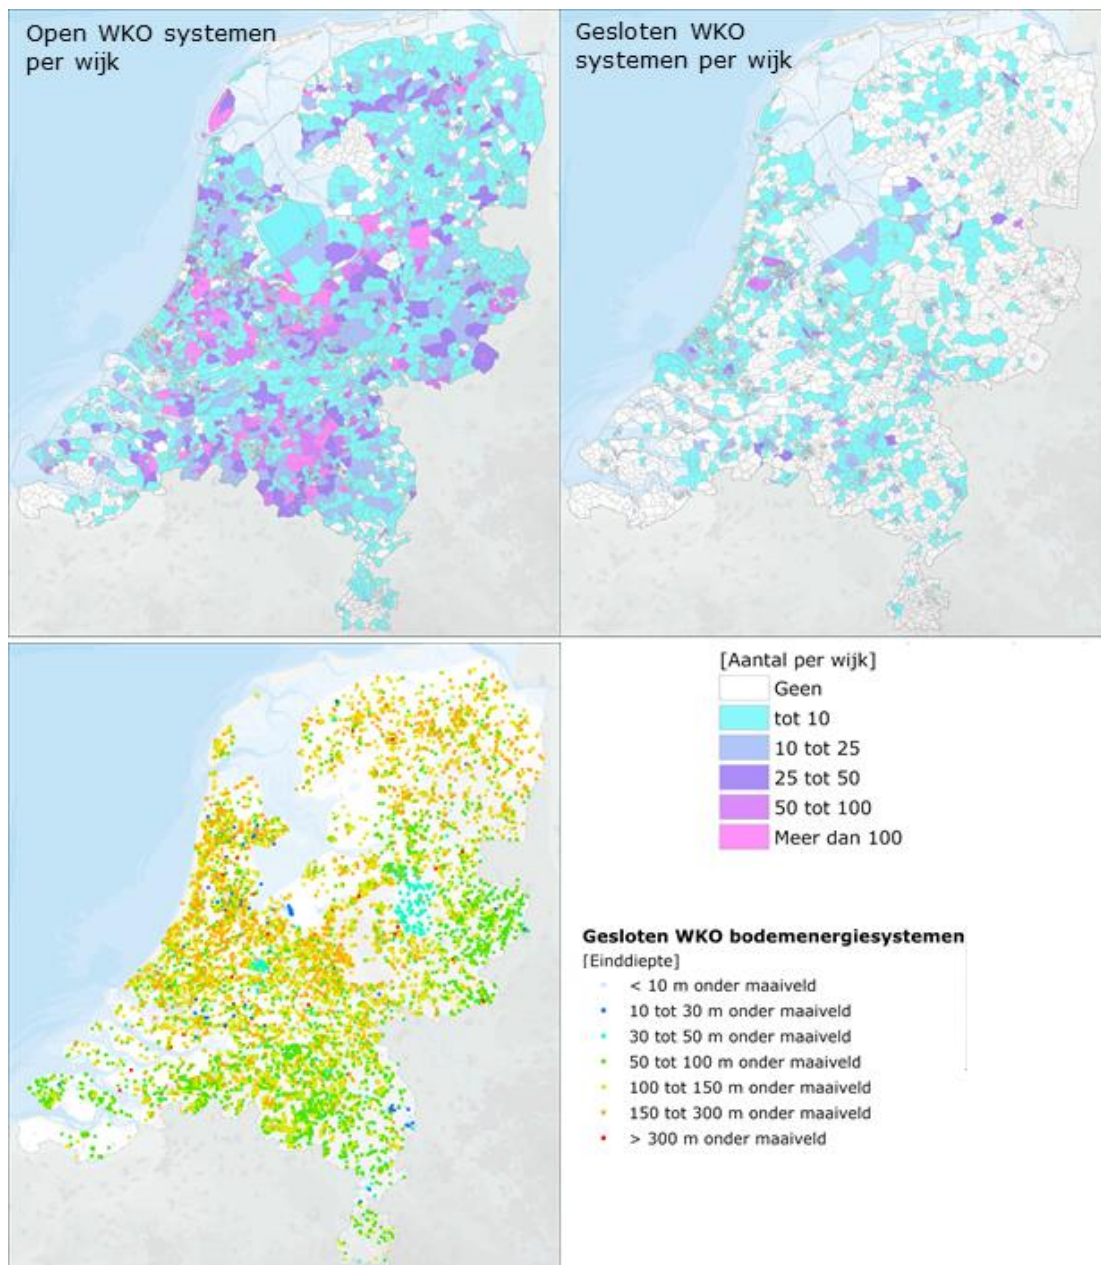 Open WKO systemen
per wijk
Gesloten WKO
systemen per wijk
[Aantal per wijk]
Geen
tot 10
10 tot 25
25 tot 50
50 tot 100
Meer dan 100
Gesloten WKO bodemenergiesystemen
[Einddiepte]
< 10 m onder maaiveld
10 tot 30 m onder maaiveld
30 tot 50 m onder maaiveld
50 tot 100 m onder maaiveld
100 tot 150 m onder maaiveld
150 tot 300 m onder maaiveld
> 300 m onder maaiveld